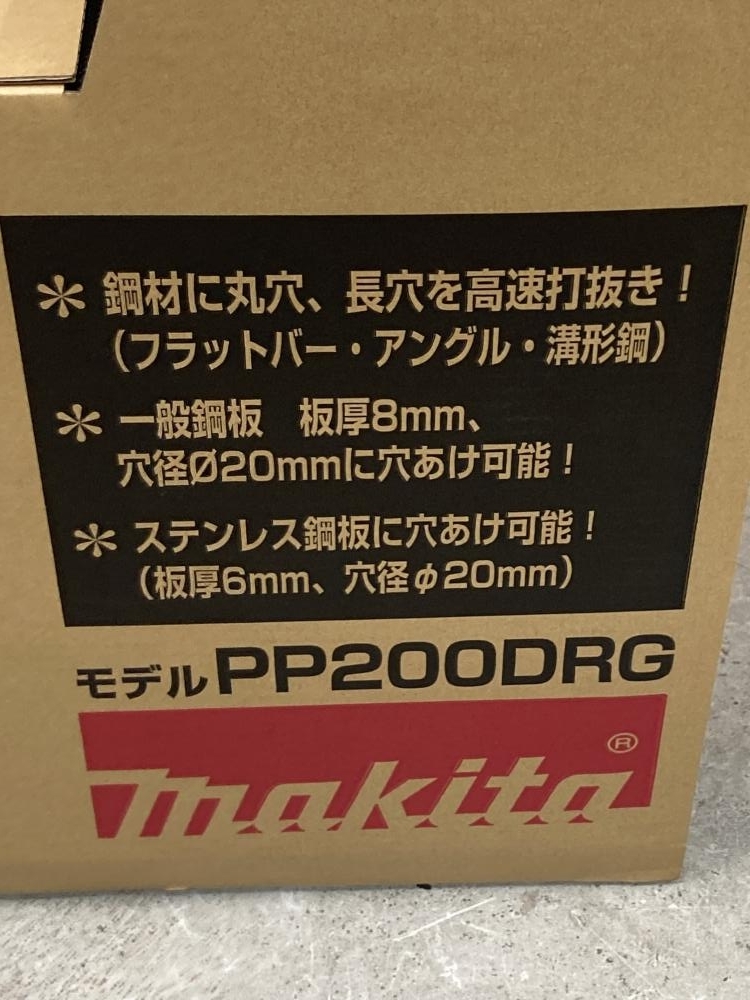 ＊ 鋼材に丸穴、長穴を高速打抜き！
（フラットバー・アングル・溝形鋼）
＊ 一般鋼板　板厚8mm、
穴径Ø20mmに穴あけ可能！
＊ ステンレス鋼板に穴あけ可能！
（板厚6mm、穴径φ20mm）
モデル PP200DRG
makita®